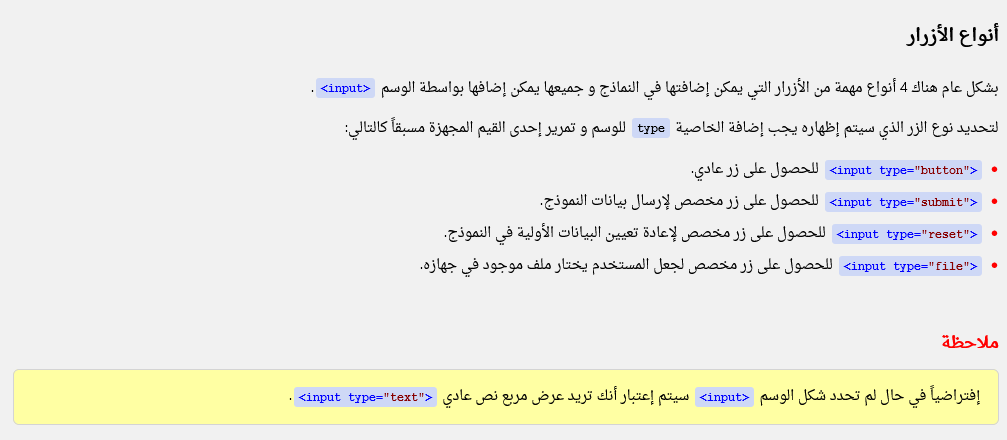 أنواع الأزرار
بشكل عام هناك 4 أنواع مهمة من الأزرار التي يمكن إضافتها في النماذج و جميعها يمكن إضافها بواسطة الوسم <input> .
لتحديد نوع الزر الذي سيتم إظهاره يجب إضافة الخاصية type للوسم و تمرير إحدى القيم المجهزة مسبقاً كالتالي:
<input type="button"> للحصول على زر عادي.
<input type="submit"> للحصول على زر مخصص لإرسال بيانات النموذج.
<input type="reset"> للحصول على زر مخصص لإعادة تعيين البيانات الأولية في النموذج.
<input type="file"> للحصول على زر مخصص لجعل المستخدم يختار ملف موجود في جهازه.
ملاحظة
إفتراضياً في حال لم تحدد شكل الوسم <input> سيتم إعتبار أنك تريد عرض مربع نص عادي <input type="text"> .